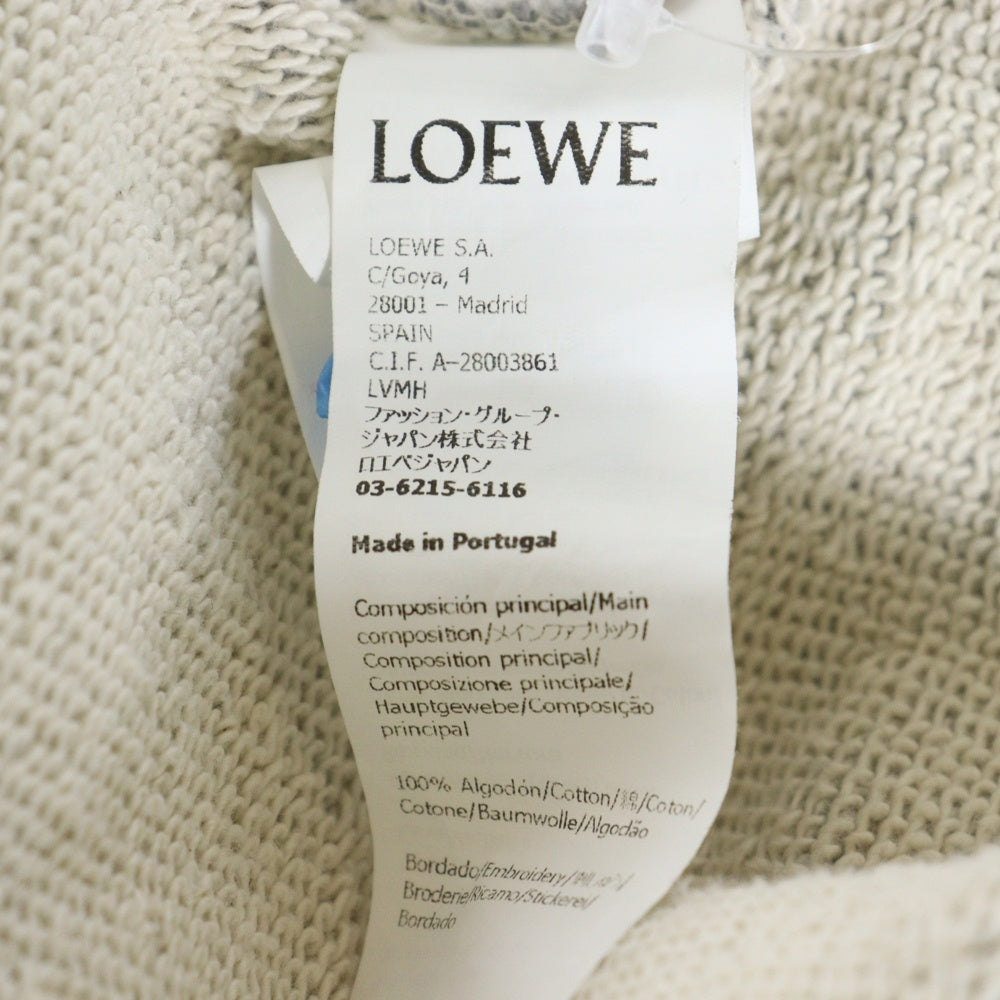 LOEWE
LOEWE S.A.
C/Goya, 4
28001 - Madrid
SPAIN
C.I.F. A-28003861
LVMH
ファッション・グループ・
ジャパン株式会社
ロエベジャパン
03-6215-6116
Made in Portugal
Composición principal/Main
composition/メインファブリック/
Composition principal/
Composizione principale/
Hauptgewebe/Composição
principal
100% Algodón/Cotton/綿/Coton/
Cotone/Baumwolle/Algodão
Bordado/Embroidery/
Broderie/Ricamo/Stickerei/
Bordado